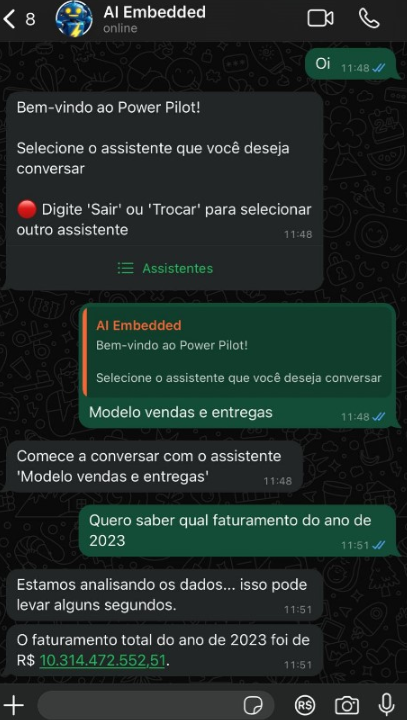 8
AI Embedded
online
Oi 11:48
Bem-vindo ao Power Pilot!
Selecione o assistente que você deseja
conversar
Digite 'Sair' ou 'Trocar' para selecionar
outro assistente
11:48
Assistentes
AI Embedded
Bem-vindo ao Power Pilot!
Selecione o assistente que você deseja conversar
Modelo vendas e entregas 11:48
Comece a conversar com o assistente
'Modelo vendas e entregas' 11:48
Quero saber qual faturamento do ano de
2023 11:51
Estamos analisando os dados... isso pode
levar alguns segundos. 11:51
O faturamento total do ano de 2023 foi de
R$ 10.314.472.552,51. 11:51
R$